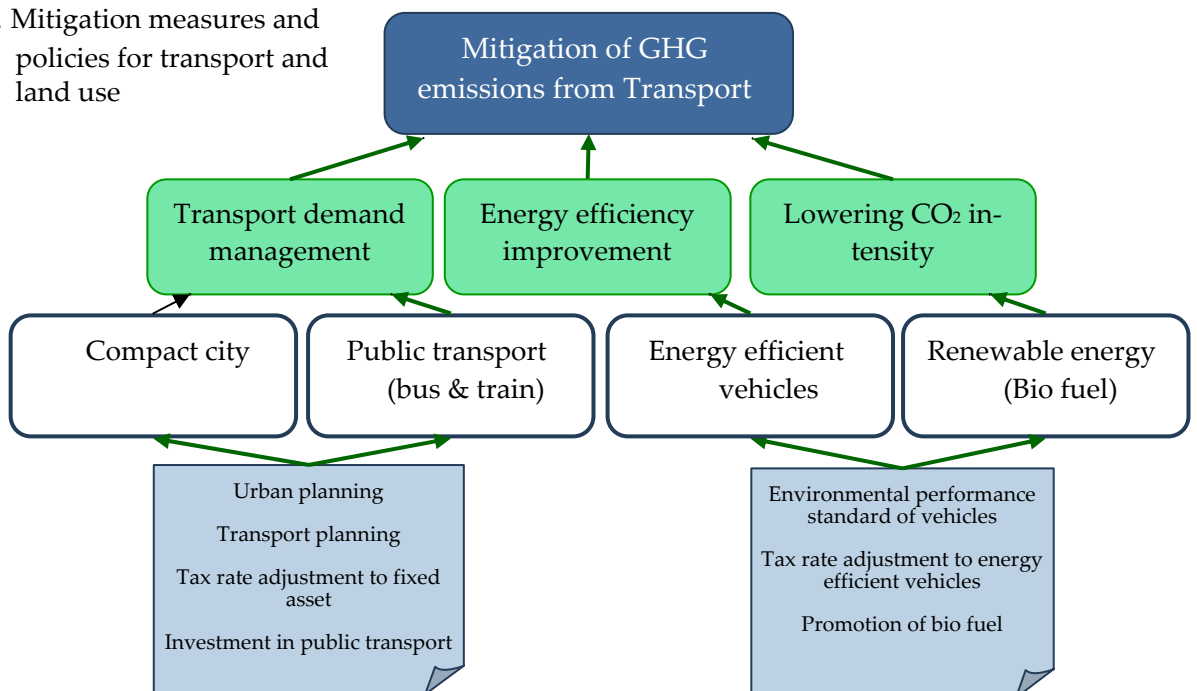 . Mitigation measures and
policies for transport and
land use
Mitigation of GHG
emissions from Transport
Transport demand
management
Energy efficiency
improvement
Lowering CO₂ in-
tensity
Compact city
Public transport
(bus & train)
Energy efficient
vehicles
Renewable energy
(Bio fuel)
Urban planning
Transport planning
Tax rate adjustment to fixed
asset
Investment in public transport
Environmental performance
standard of vehicles
Tax rate adjustment to energy
efficient vehicles
Promotion of bio fuel